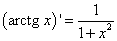 (arctg x)' = 1/(1+x²)